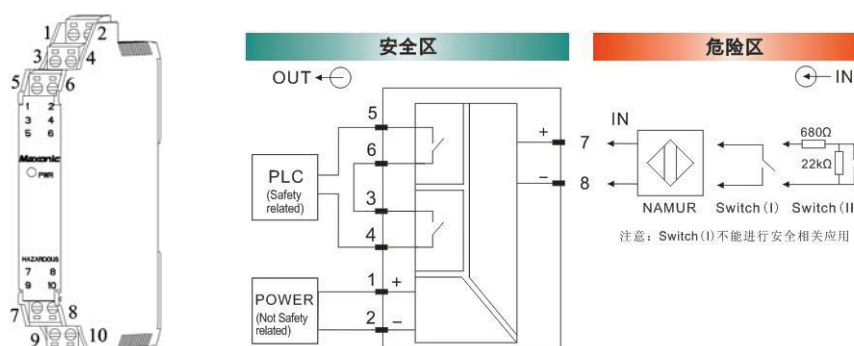 1 2
3 4
5 6
1 2
3 4
5 6
Maxonic
PWR
HAZARDOUS
7 8
9 10
7 8
9 10
安全区
OUT
5
6
3
4
1 +
2 −
PLC
(Safety
related)
POWER
(Not Safety
related)
+ 7
− 8
危险区
IN
IN
680Ω
22kΩ
NAMUR Switch(I) Switch(II
注意：Switch(I)不能进行安全相关应用